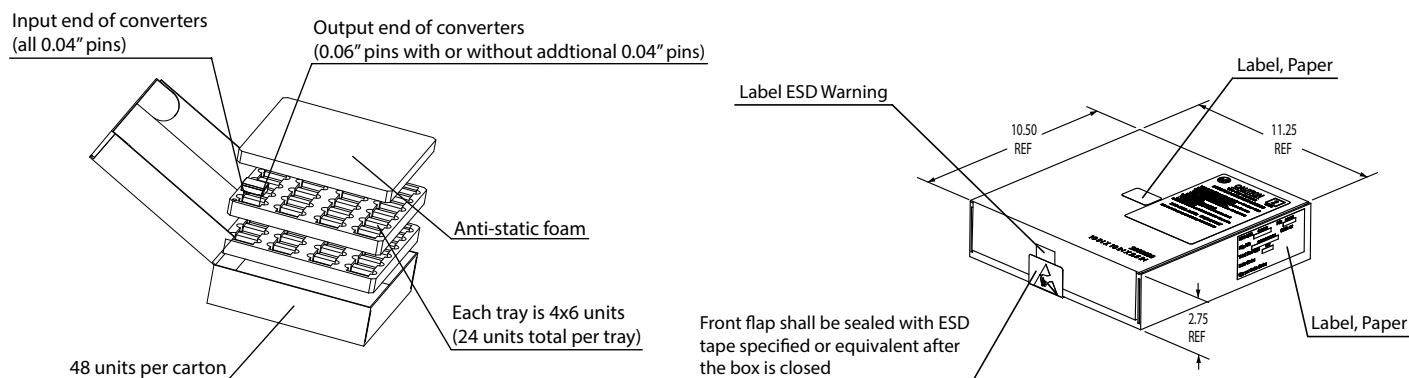 Input end of converters
(all 0.04” pins)
Output end of converters
(0.06” pins with or without addtional 0.04” pins)
Anti-static foam
Each tray is 4x6 units
(24 units total per tray)
48 units per carton
Label ESD Warning
Label, Paper
10.50
REF
11.25
REF
2.75
REF
Label, Paper
Front flap shall be sealed with ESD
tape specified or equivalent after
the box is closed